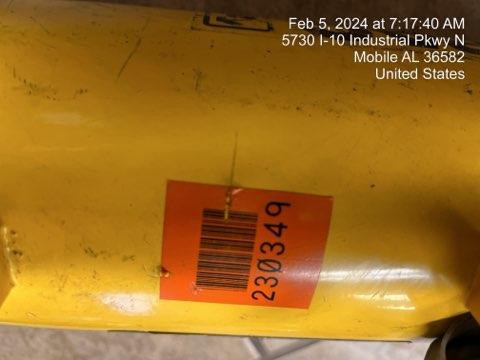 Feb 5, 2024 at 7:17:40 AM
5730 I-10 Industrial Pkwy N
Mobile AL 36582
United States
230349